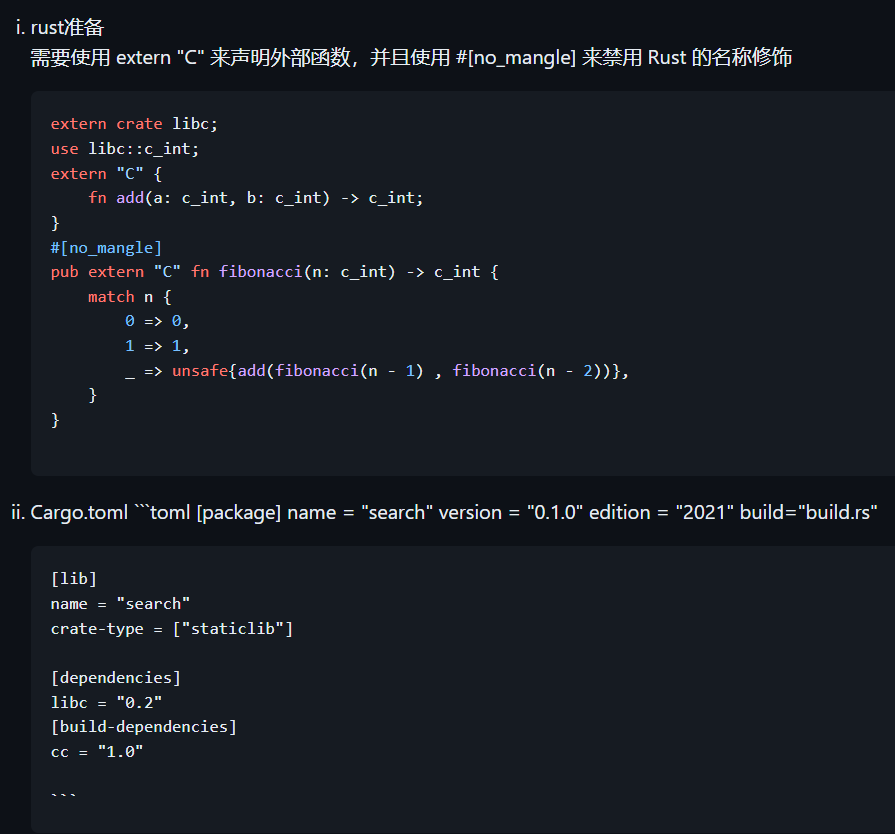 i. rust准备
需要使用 extern "C" 来声明外部函数，并且使用 #[no_mangle] 来禁用 Rust 的名称修饰
extern crate libc;
use libc::c_int;
extern "C" {
    fn add(a: c_int, b: c_int) -> c_int;
}
#[no_mangle]
pub extern "C" fn fibonacci(n: c_int) -> c_int {
    match n {
        0 => 0,
        1 => 1,
        _ => unsafe{add(fibonacci(n - 1) , fibonacci(n - 2))},
    }
}
ii. Cargo.toml ```toml [package] name = "search" version = "0.1.0" edition = "2021" build="build.rs"
[lib]
name = "search"
crate-type = ["staticlib"]
[dependencies]
libc = "0.2"
[build-dependencies]
cc = "1.0"
```